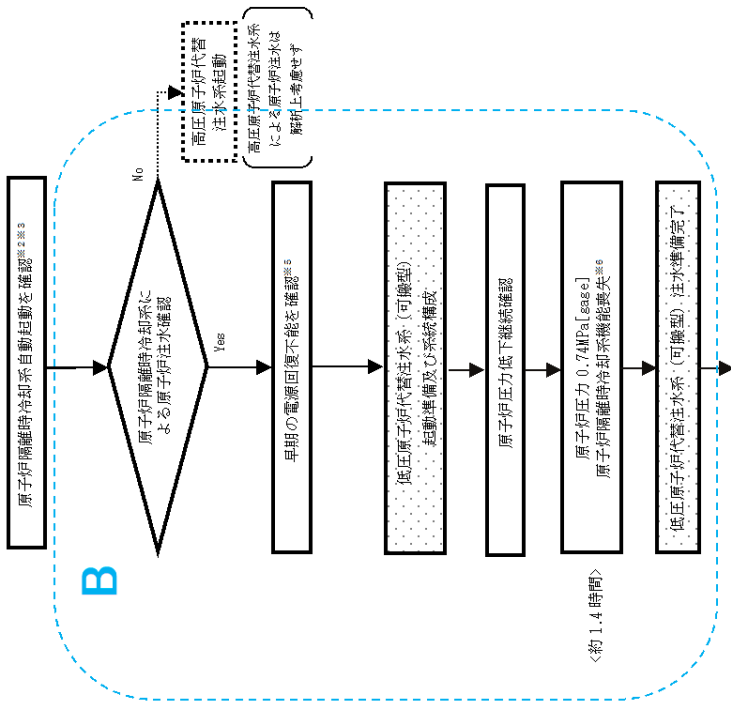 原子炉隔離時冷却系自動起動を確認※2※3
B
原子炉隔離時冷却系に
よる原子炉注水確認
No
高圧原子炉代替
注水系起動
高圧原子炉代替注水系
による原子炉注水は
解析上考慮せず
Yes
早期の電源回復不能を確認※5
低圧原子炉代替注水系(可搬型)
起動準備及び系統構成
原子炉圧力低下継続確認
<約1.4時間>
原子炉圧力0.74MPa[gage]
原子炉隔離時冷却系機能喪失※6
低圧原子炉代替注水系(可搬型)注水準備完了